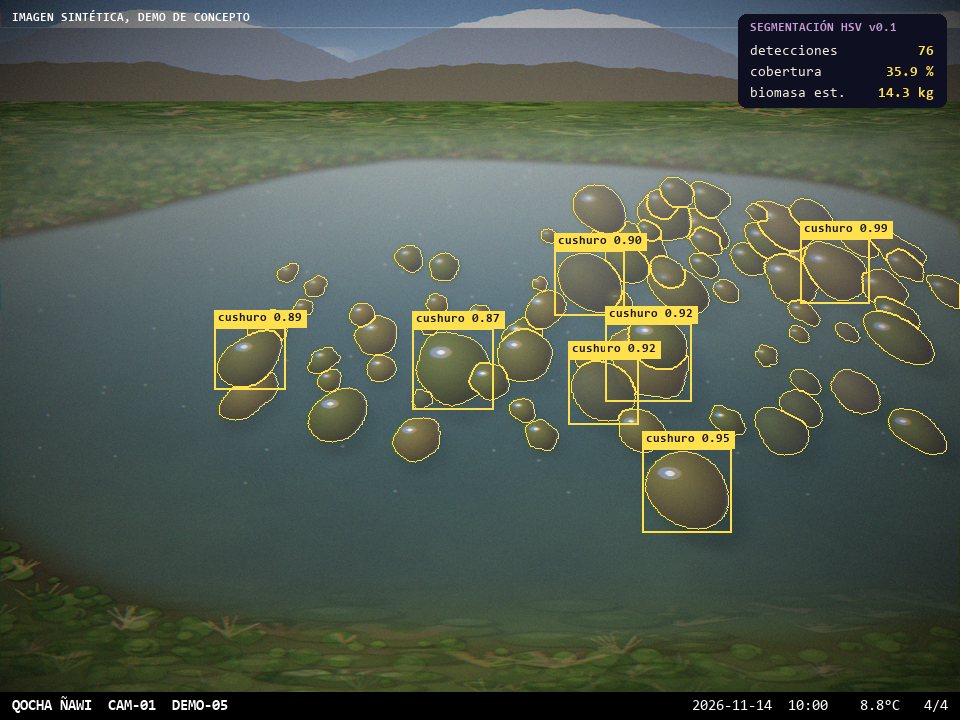 IMAGEN SINTÉTICA, DEMO DE CONCEPTO
SEGMENTACIÓN HSV v0.1
detecciones 76
cobertura 35.9 %
biomasa est. 14.3 kg
cushuro 0.99
cushuro 0.90
cushuro 0.92
cushuro 0.89
cushuro 0.87
cushuro 0.92
cushuro 0.95
QOCHA ÑAWI CAM-01 DEMO-05 2026-11-14 10:00 8.8°C 4/4